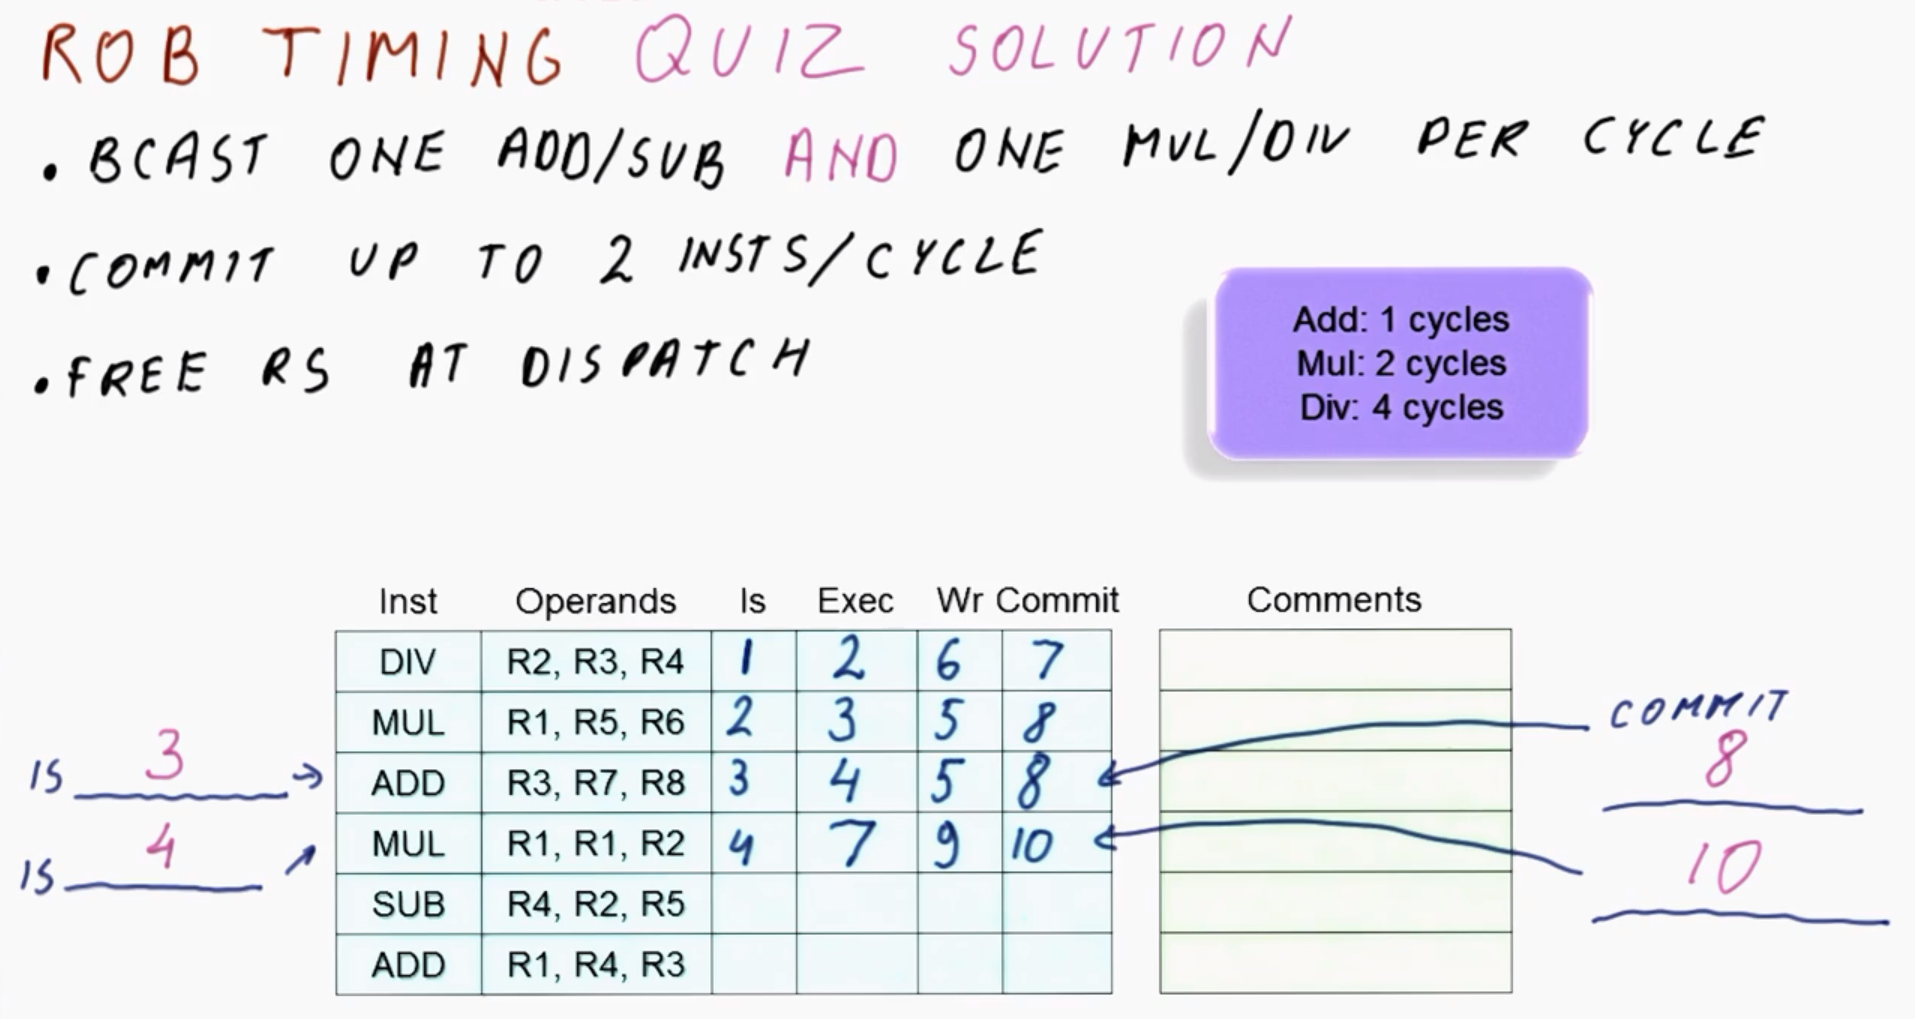 ROB TIMING QUIZ SOLUTION
• BCAST ONE ADD/SUB AND ONE MUL/DIV PER CYCLE
• COMMIT UP TO 2 INSTS/CYCLE
• FREE RS AT DISPATCH
Add: 1 cycles
Mul: 2 cycles
Div: 4 cycles
Inst Operands Is Exec Wr Commit Comments
DIV R2, R3, R4 1 2 6 7
MUL R1, R5, R6 2 3 5 8 COMMIT
IS 3 → ADD R3, R7, R8 3 4 5 8 8
IS 4 MUL R1, R1, R2 4 7 9 10 10
SUB R4, R2, R5
ADD R1, R4, R3